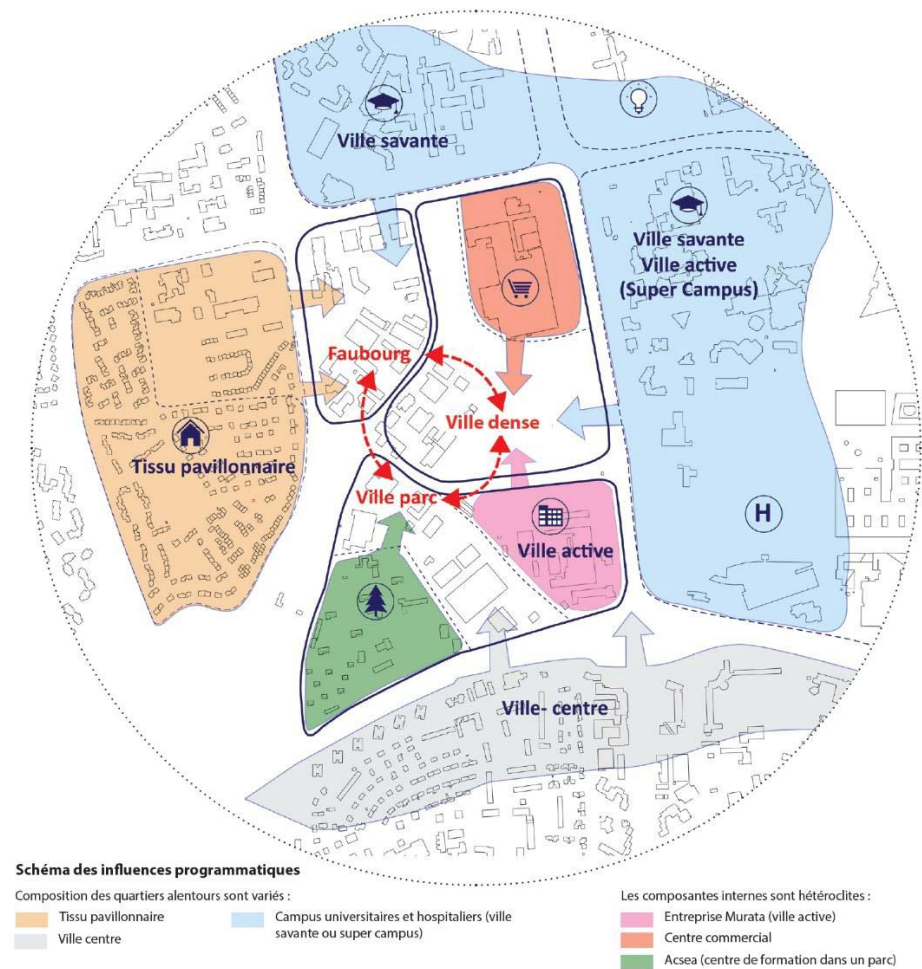 Ville savante
Ville savante
Ville active
(Super Campus)
Faubourg
Ville dense
Tissu pavillonnaire
Ville parc
H
Ville active
Ville- centre
Schéma des influences programmatiques
Composition des quartiers alentours sont variés :
Tissu pavillonnaire
Ville centre
Campus universitaires et hospitaliers (ville
savante ou super campus)
Les composantes internes sont hétéroclites :
Entreprise Murata (ville active)
Centre commercial
Acsea (centre de formation dans un parc)